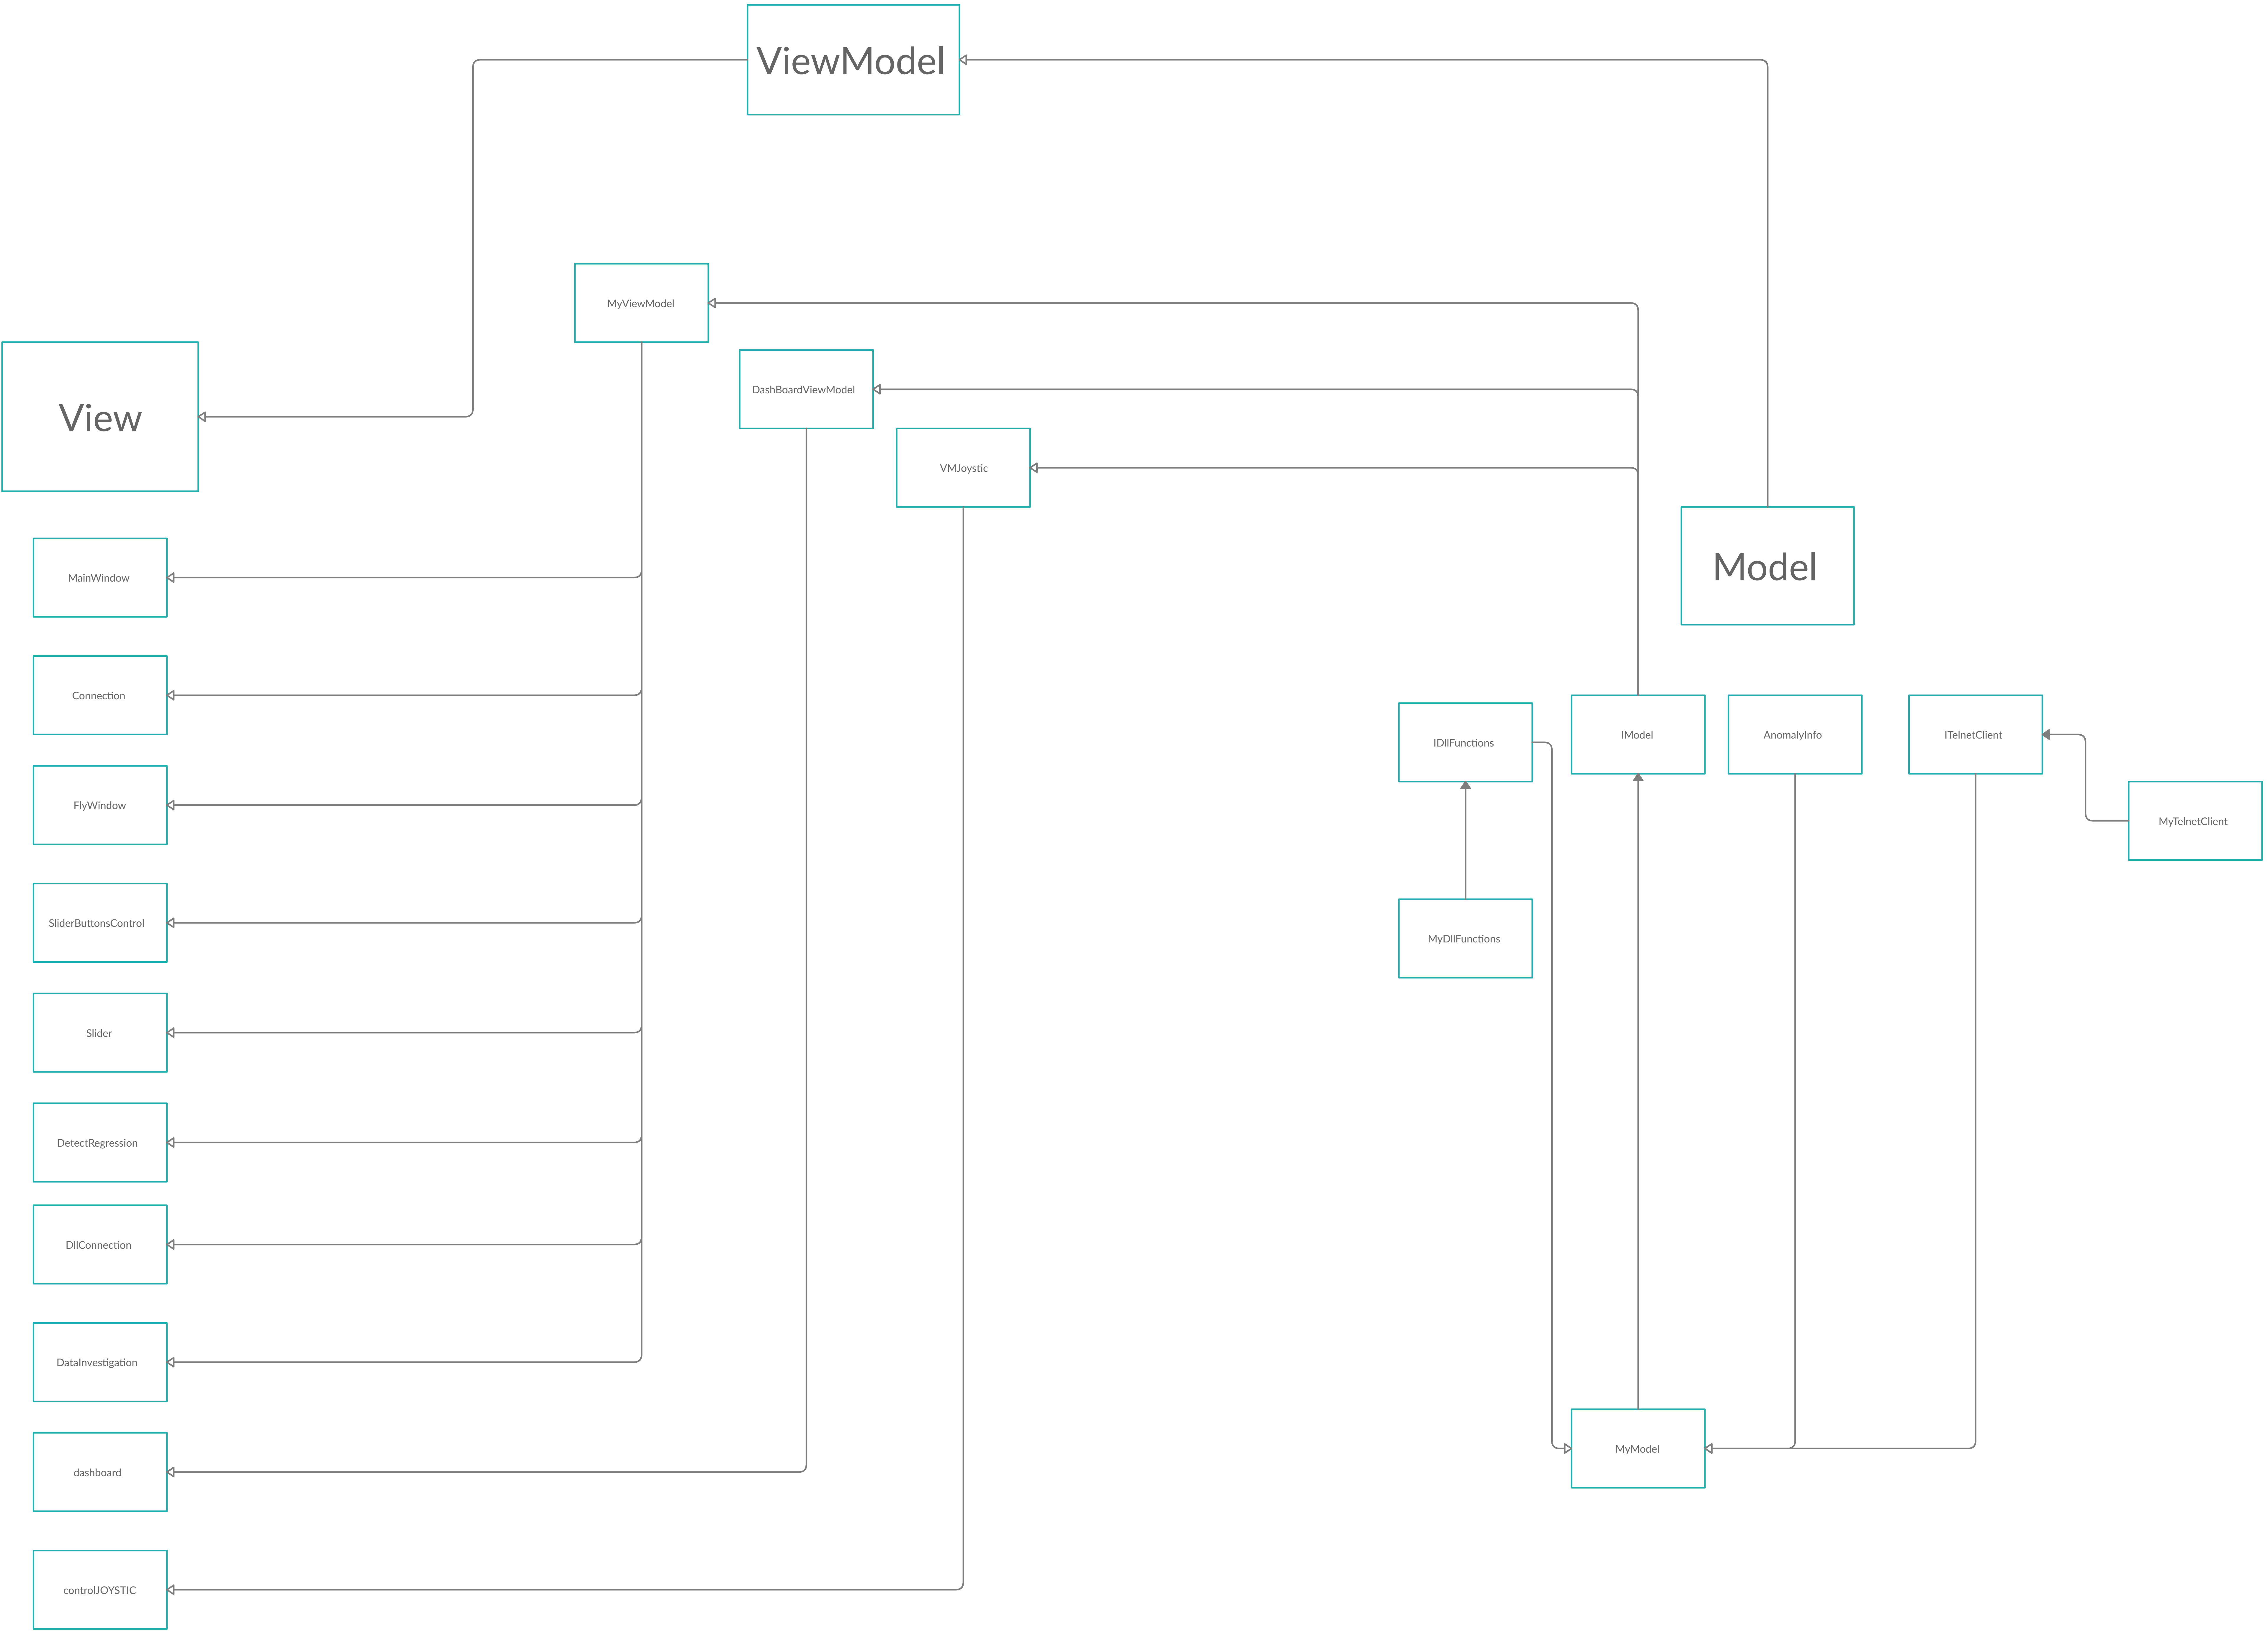 ViewModel
MyViewModel
View
DashBoardViewModel
VMJoystic
Model
MainWindow
Connection
IDllFunctions
IModel
AnomalyInfo
ITelnetClient
FlyWindow
MyTelnetClient
SliderButtonsControl
MyDllFunctions
Slider
DetectRegression
DllConnection
DataInvestigation
MyModel
dashboard
controlJOYSTIC